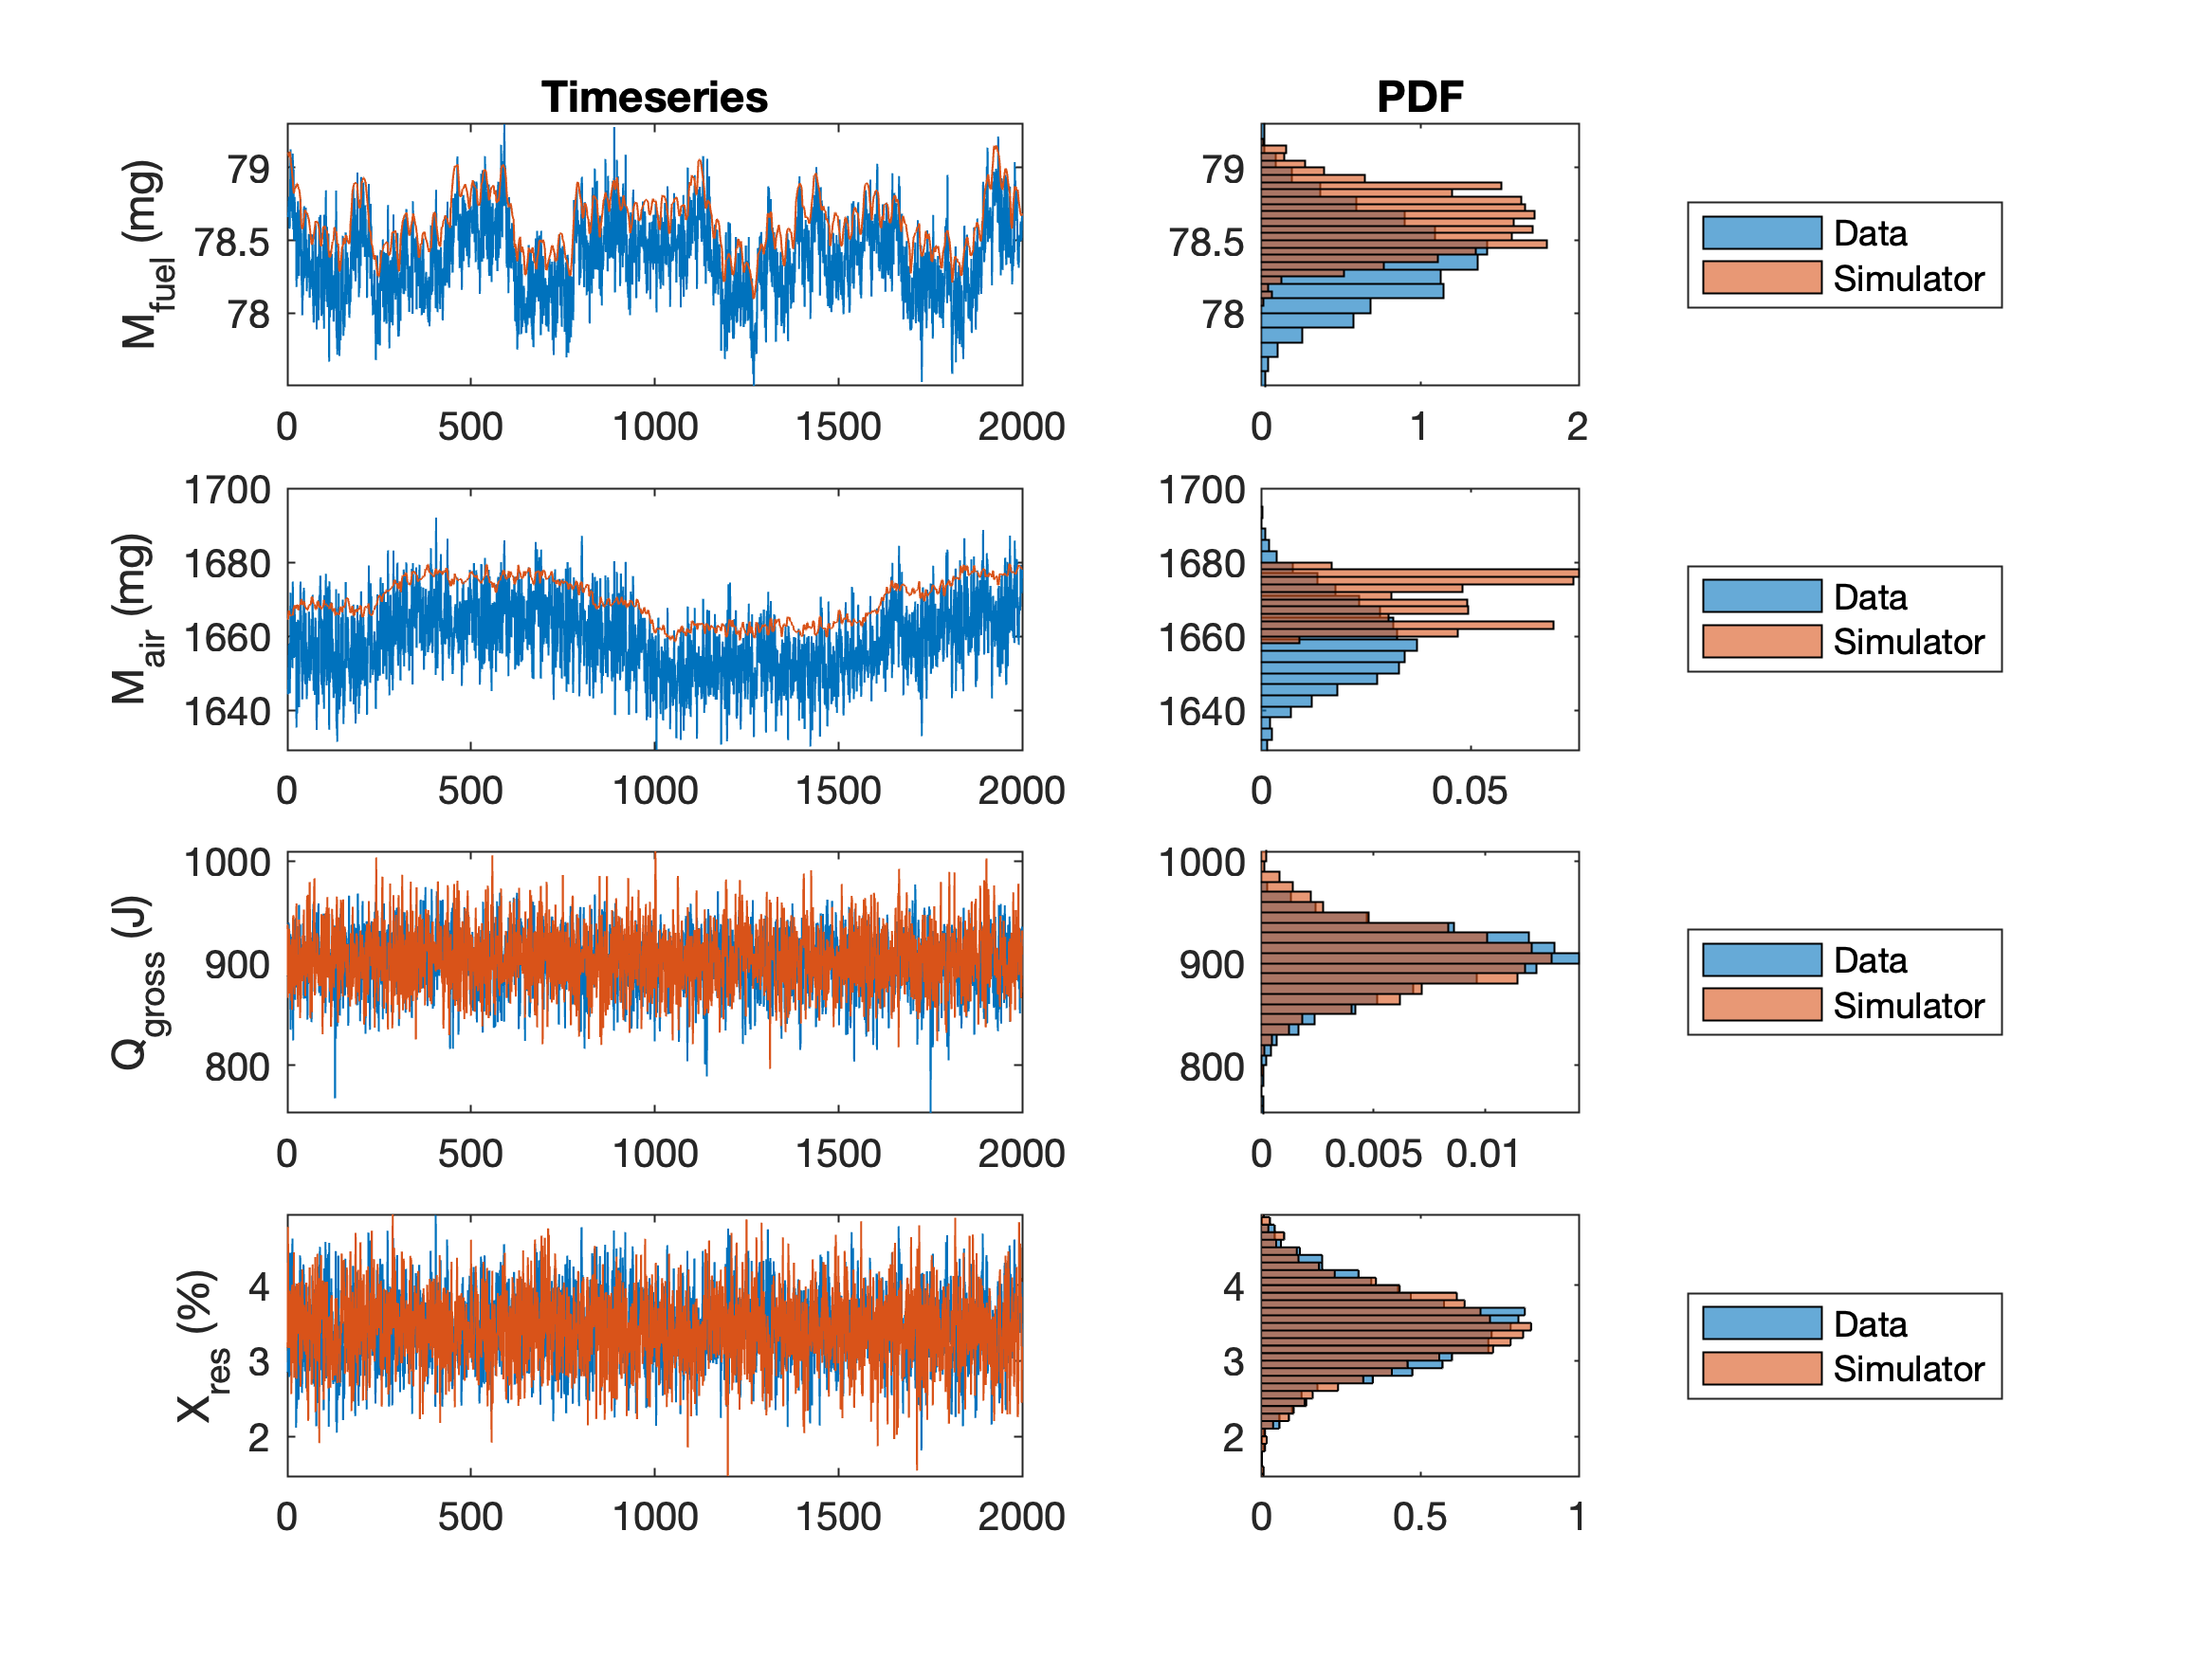 Timeseries
PDF
M_fuel (mg)
79
78.5
78
0 500 1000 1500 2000
79
78.5
78
0 1 2
Data
Simulator
M_air (mg)
1700
1680
1660
1640
0 500 1000 1500 2000
1700
1680
1660
1640
0 0.05
Data
Simulator
Q_gross (J)
1000
900
800
0 500 1000 1500 2000
1000
900
800
0 0.005 0.01
Data
Simulator
X_res (%)
4
3
2
0 500 1000 1500 2000
4
3
2
0 0.5 1
Data
Simulator